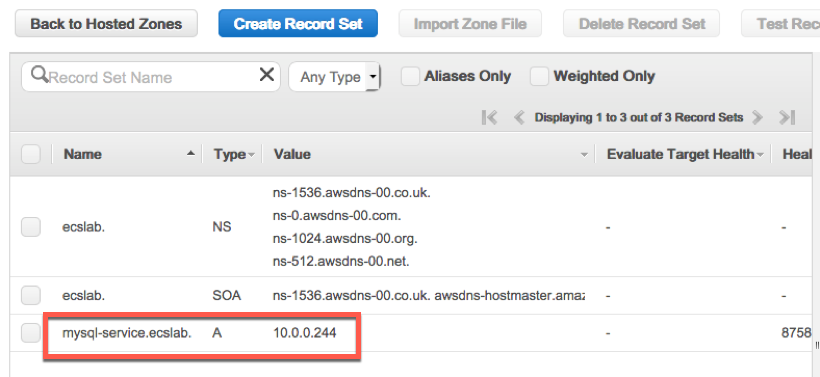 Back to Hosted Zones Create Record Set Import Zone File Delete Record Set Test Rec
Record Set Name Any Type Aliases Only Weighted Only
Displaying 1 to 3 out of 3 Record Sets
Name Type Value Evaluate Target Health Heal
ns-1536.awsdns-00.co.uk.
ns-0.awsdns-00.com.
ecslab. NS - -
ns-1024.awsdns-00.org.
ns-512.awsdns-00.net.
ecslab. SOA ns-1536.awsdns-00.co.uk. awsdns-hostmaster.amaz - -
mysql-service.ecslab. A 10.0.0.244 - 8758